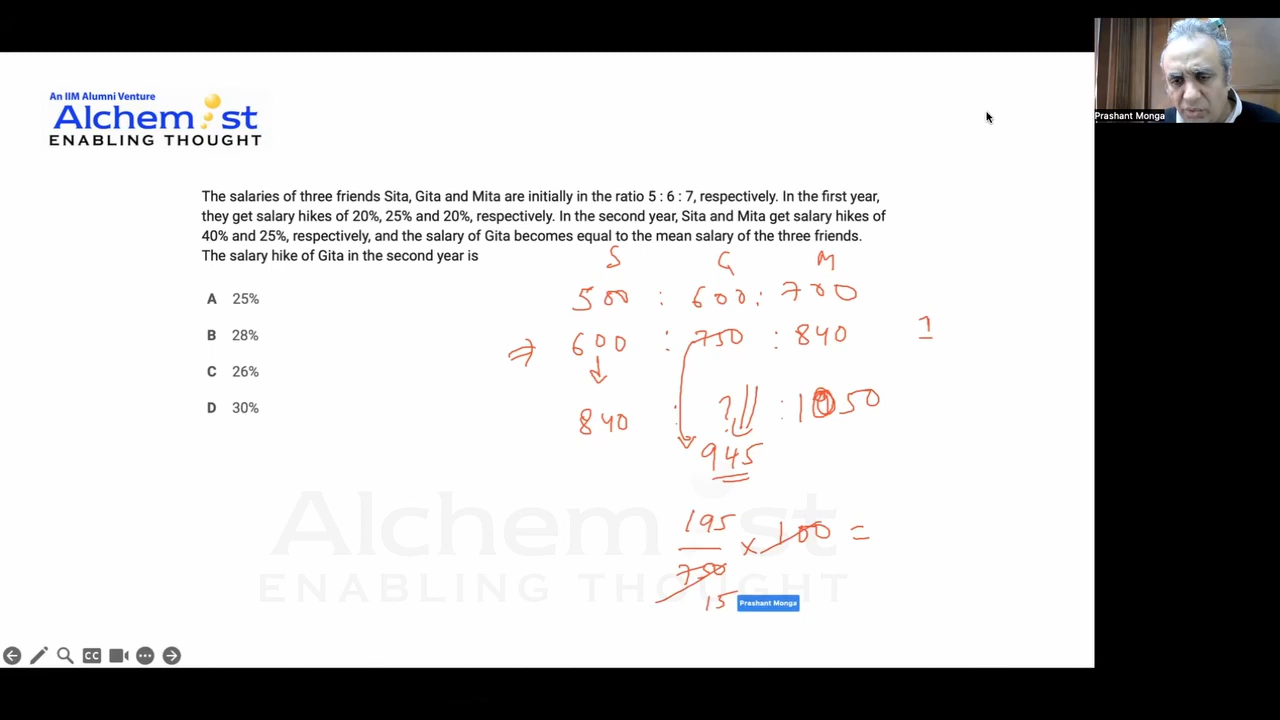 An IIM Alumni Venture
Alchemist
ENABLING THOUGHT
Prashant Monga
The salaries of three friends Sita, Gita and Mita are initially in the ratio 5 : 6 : 7, respectively. In the first year,
they get salary hikes of 20%, 25% and 20%, respectively. In the second year, Sita and Mita get salary hikes of
40% and 25%, respectively, and the salary of Gita becomes equal to the mean salary of the three friends.
The salary hike of Gita in the second year is
S G M
A 25%
500 : 600 : 700
B 28%
⇒ 600 : 750 : 840 1
C 26%
D 30%
840 : ? : 1050
945
Alchemist
195
750 × 100 =
ENABLING THOUGHT
15
Prashant Monga
CC